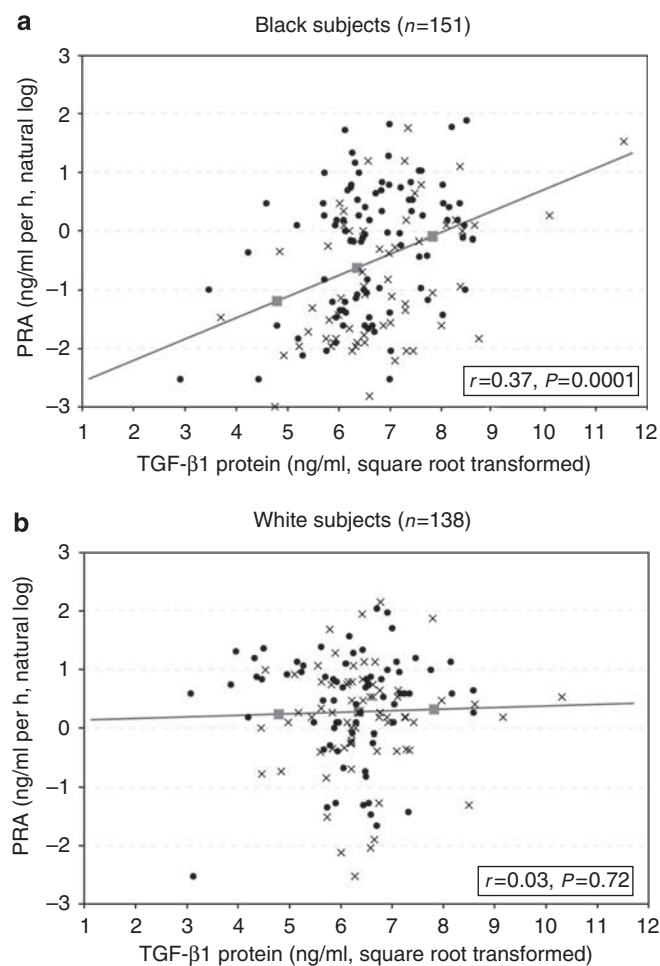 a
Black subjects (n=151)
PRA (ng/ml per h, natural log)
3
2
1
0
–1
–2
–3
r=0.37, P=0.0001
1 2 3 4 5 6 7 8 9 10 11 12
TGF-β1 protein (ng/ml, square root transformed)
b
White subjects (n=138)
PRA (ng/ml per h, natural log)
3
2
1
0
–1
–2
–3
r=0.03, P=0.72
1 2 3 4 5 6 7 8 9 10 11 12
TGF-β1 protein (ng/ml, square root transformed)